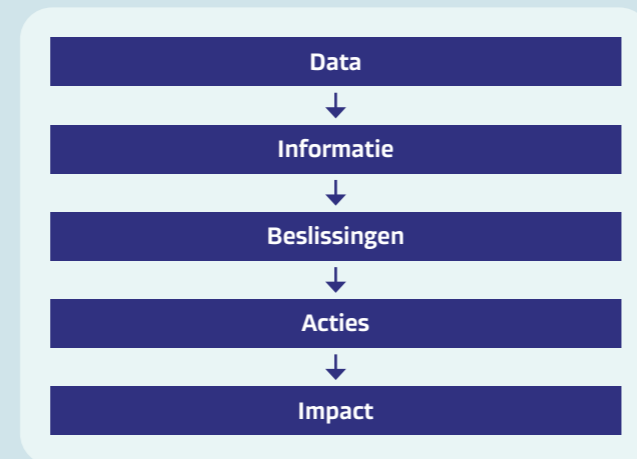 Data
Informatie
Beslissingen
Acties
Impact